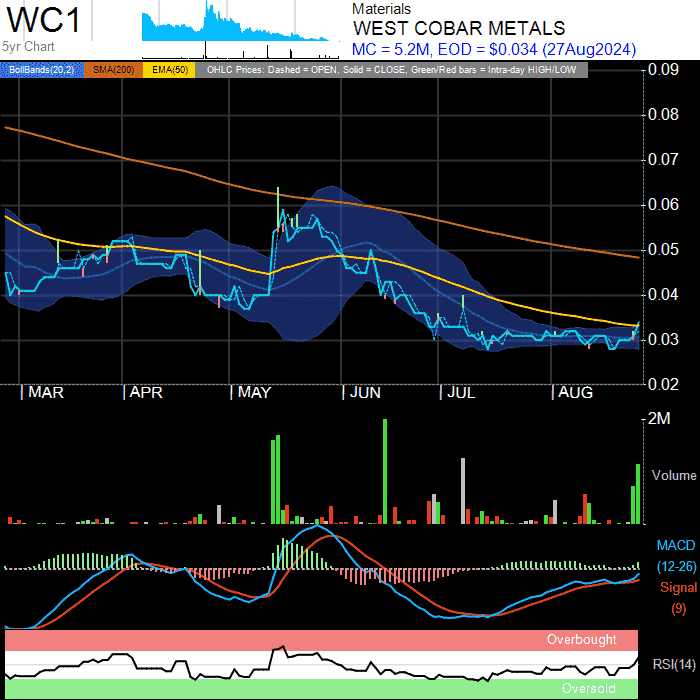 WC1
5yr Chart
Materials
WEST COBAR METALS
MC = 5.2M, EOD = $0.034 (27Aug2024)
BollBands(20,2) SMA(200) EMA(50) OHLC Prices: Dashed = OPEN, Solid = CLOSE, Green/Red bars = Intra-day HIGH/LOW
0.09
0.08
0.07
0.06
0.05
0.04
0.03
0.02
MAR APR MAY JUN JUL AUG
2M
Volume
MACD
(12-26)
Signal
(9)
Overbought
RSI(14)
Oversold